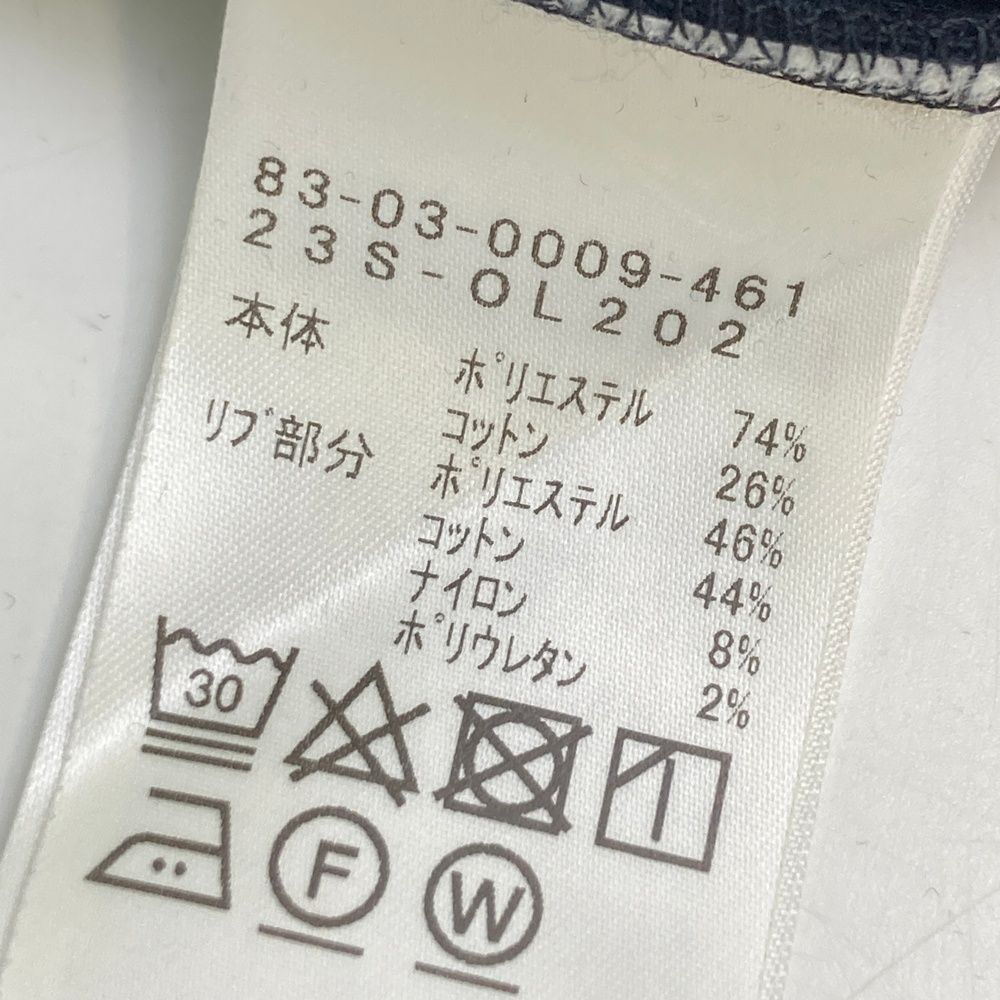 83-03-0009-461
23S-OL202
本体 ポリエステル 74%
コットン 26%
リブ部分 ポリエステル 46%
コットン 44%
ナイロン 8%
ポリウレタン 2%
30
F W